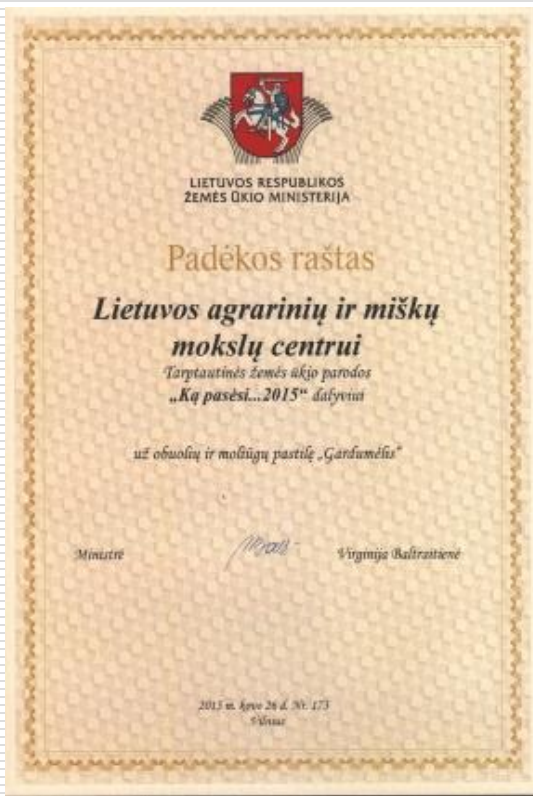 LIETUVOS RESPUBLIKOS
ŽEMĖS ŪKIO MINISTERIJA
Padėkos raštas
Lietuvos agrarinių ir miškų
mokslų centrui
Tarptautinės žemės ūkio parodos
„Ką pasėsi...2015“ dalyviui
už obuolių ir moliūgų pastilę „Gardumėlis“
Ministrė
Virginija Baltraitienė
2015 m. kovo 26 d. Nr. 173
Vilnius